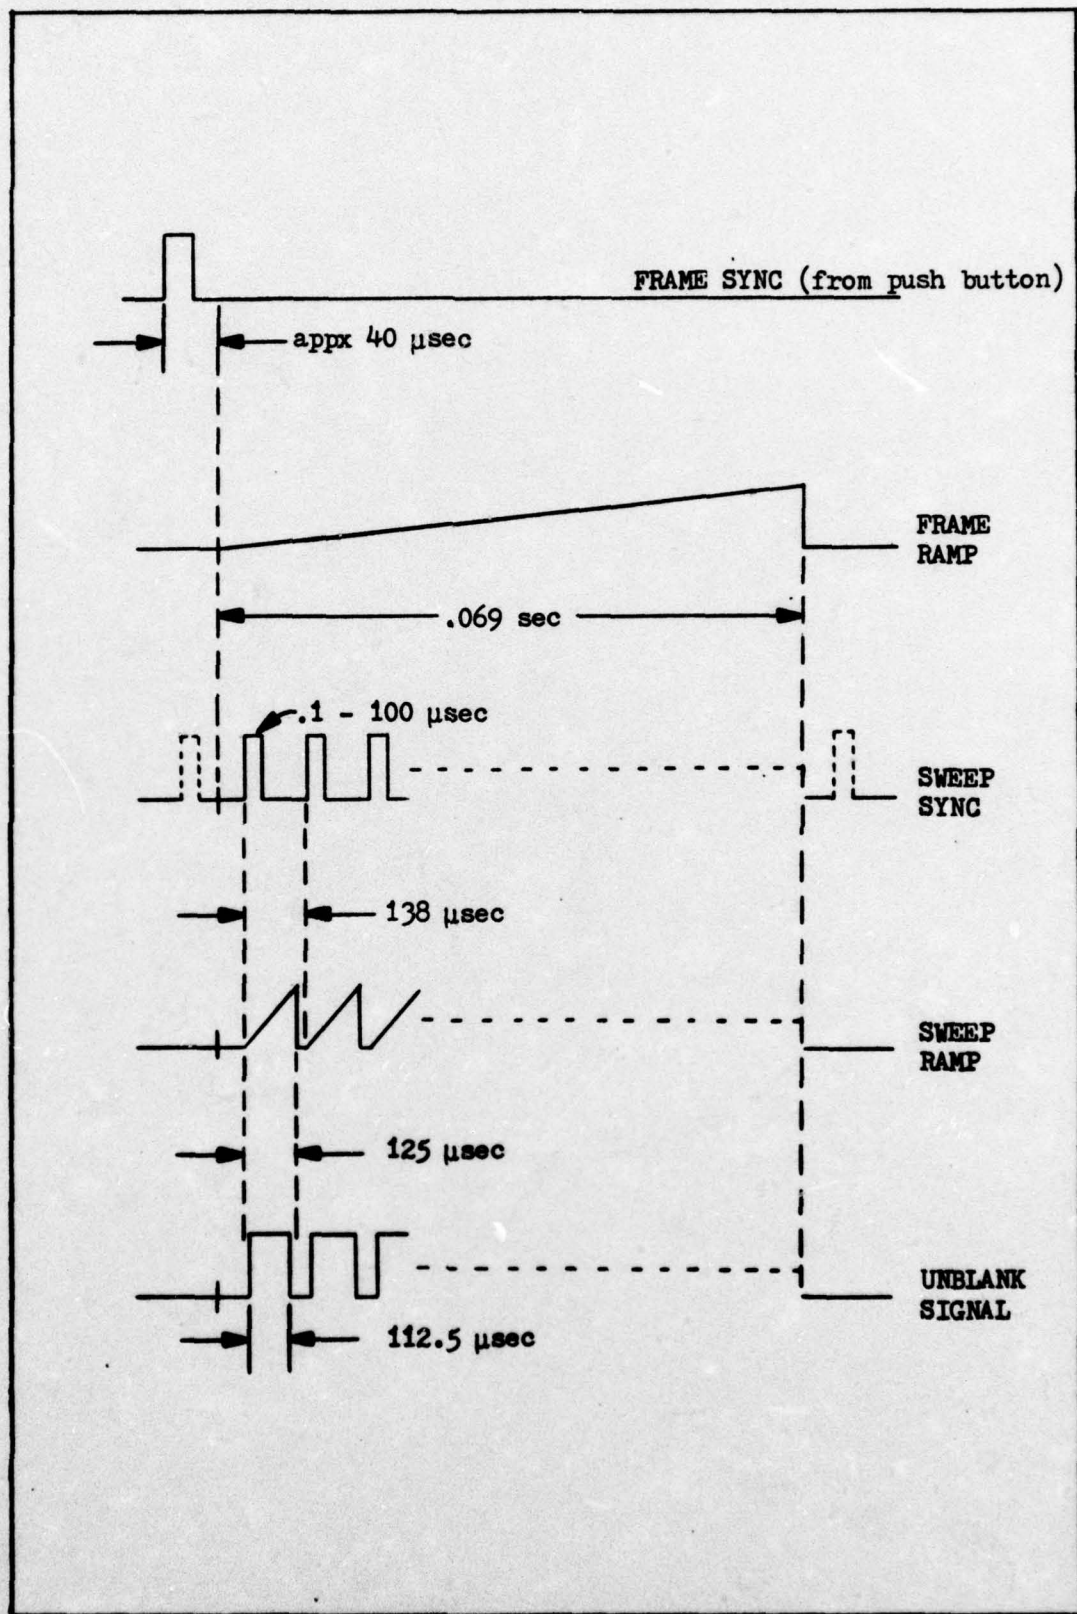 FRAME SYNC (from push button)
appx 40 µsec
FRAME
RAMP
.069 sec
.1 - 100 µsec
SWEEP
SYNC
138 µsec
SWEEP
RAMP
125 µsec
UNBLANK
SIGNAL
112.5 µsec